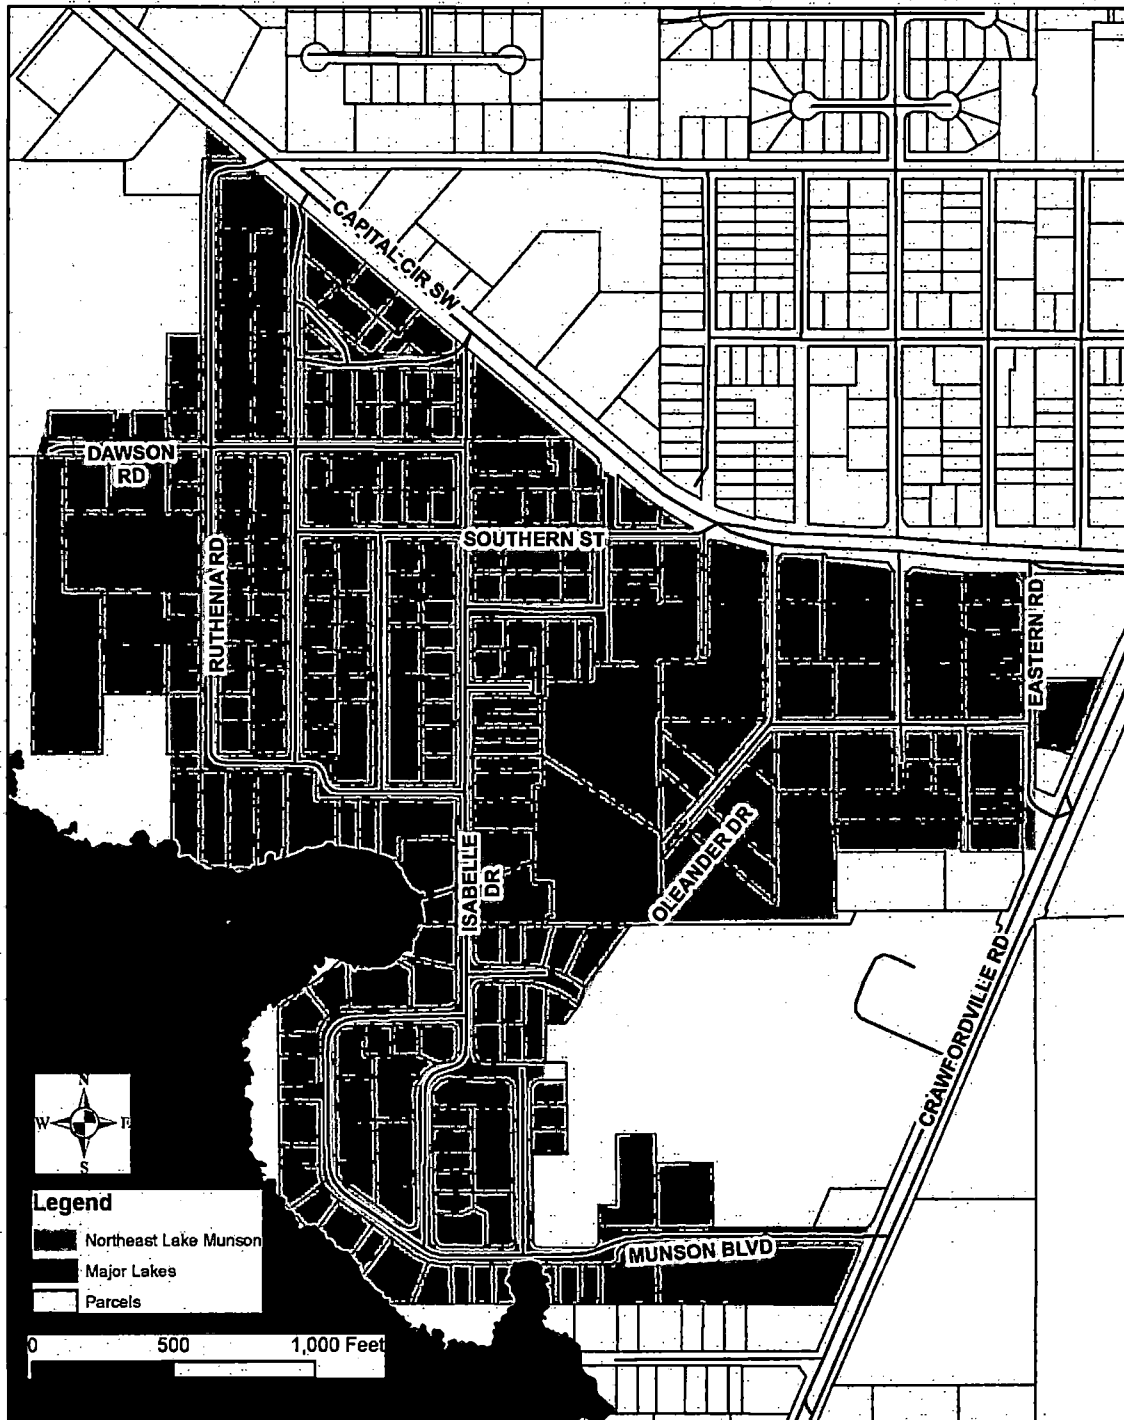 CAPITAL CIR SW
DAWSON
RD
SOUTHERN ST
RUTHENIA RD
EASTERN RD
ISABELLE
DR
OLEANDER DR
CRAWFORDVILLE RD
MUNSON BLVD
N
W
E
S
Legend
Northeast Lake Munson
Major Lakes
Parcels
0 500 1,000 Feet